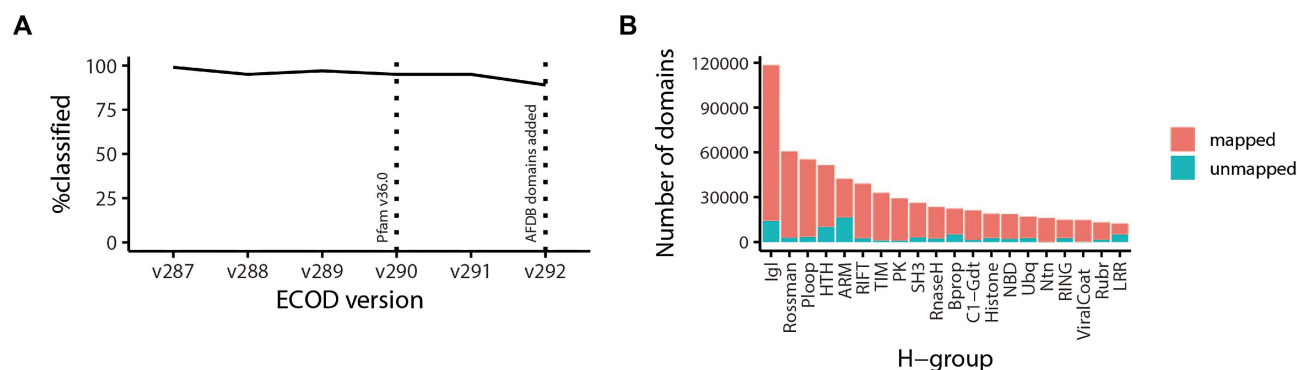 A
%classified
100
75
50
25
0
Pfam v36.0
AFDB domains added
v287 v288 v289 v290 v291 v292
ECOD version
B
Number of domains
120000
90000
60000
30000
0
Igl
Rossman
Ploop
HTH
ARM
RIFT
TIM
PK
SH3
RnaseH
Bprop
C1−Gdt
Histone
NBD
Ubq
Ntn
RING
ViralCoat
Rubr
LRR
H−group
mapped
unmapped